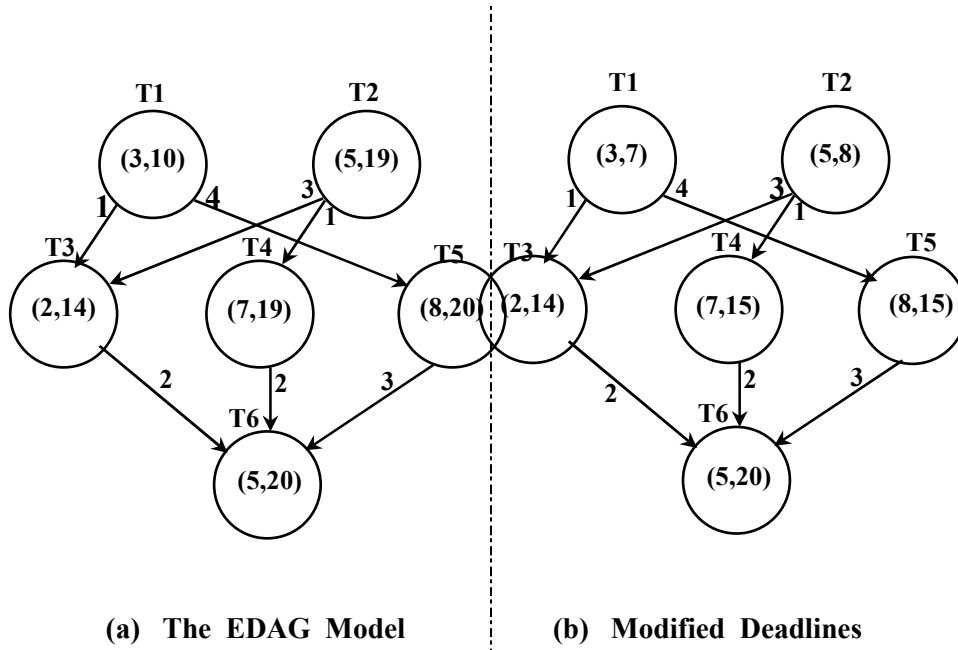 T1
T2
(3,10)
(5,19)
1
4
3
1
T3
T4
T5
(2,14)
(7,19)
(8,20)
2
2
3
T6
(5,20)
(a) The EDAG Model
T1
T2
(3,7)
(5,8)
1
4
3
1
T3
T4
T5
(2,14)
(7,15)
(8,15)
2
2
3
T6
(5,20)
(b) Modified Deadlines